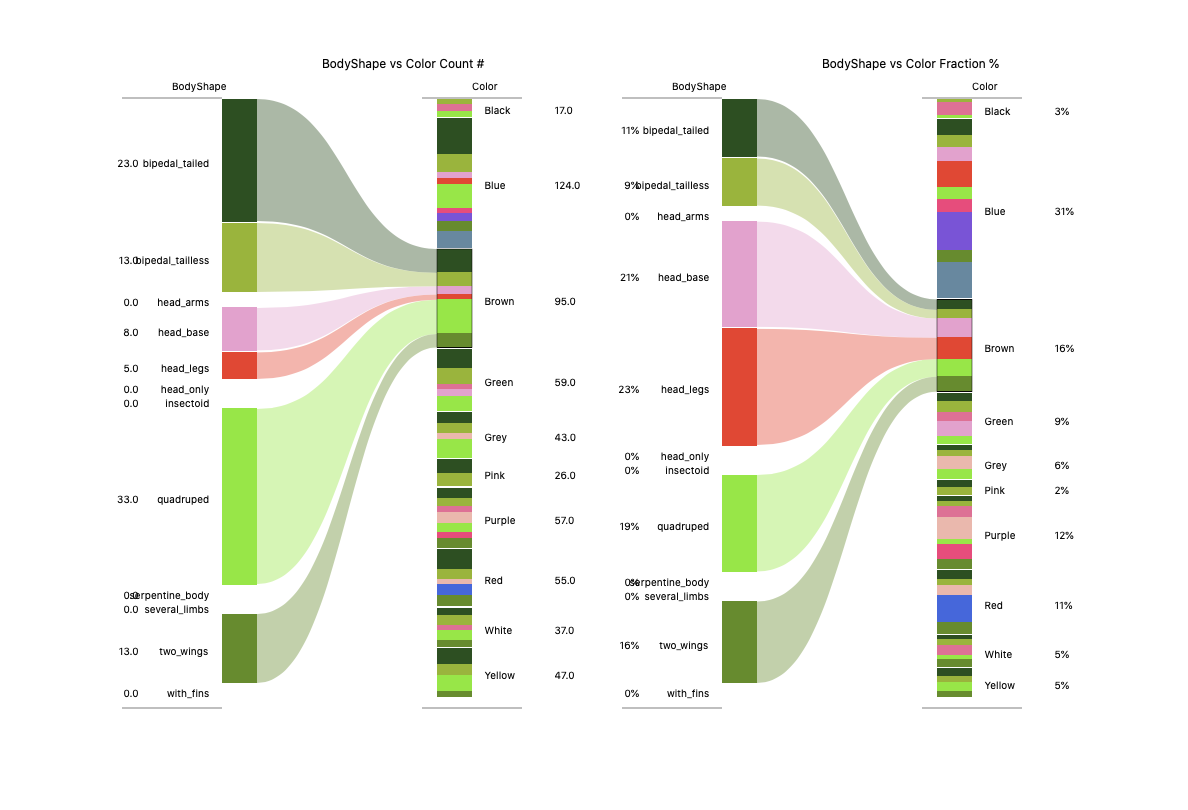 BodyShape vs Color Count #
BodyShape
Color
23.0 bipedal_tailed
13.0 bipedal_tailless
0.0 head_arms
8.0 head_base
5.0 head_legs
0.0 head_only
0.0 insectoid
33.0 quadruped
0.0 serpentine_body
0.0 several_limbs
13.0 two_wings
0.0 with_fins
Black 17.0
Blue 124.0
Brown 95.0
Green 59.0
Grey 43.0
Pink 26.0
Purple 57.0
Red 55.0
White 37.0
Yellow 47.0
BodyShape vs Color Fraction %
BodyShape
Color
11% bipedal_tailed
9% bipedal_tailless
0% head_arms
21% head_base
23% head_legs
0% head_only
0% insectoid
19% quadruped
0% serpentine_body
0% several_limbs
16% two_wings
0% with_fins
Black 3%
Blue 31%
Brown 16%
Green 9%
Grey 6%
Pink 2%
Purple 12%
Red 11%
White 5%
Yellow 5%